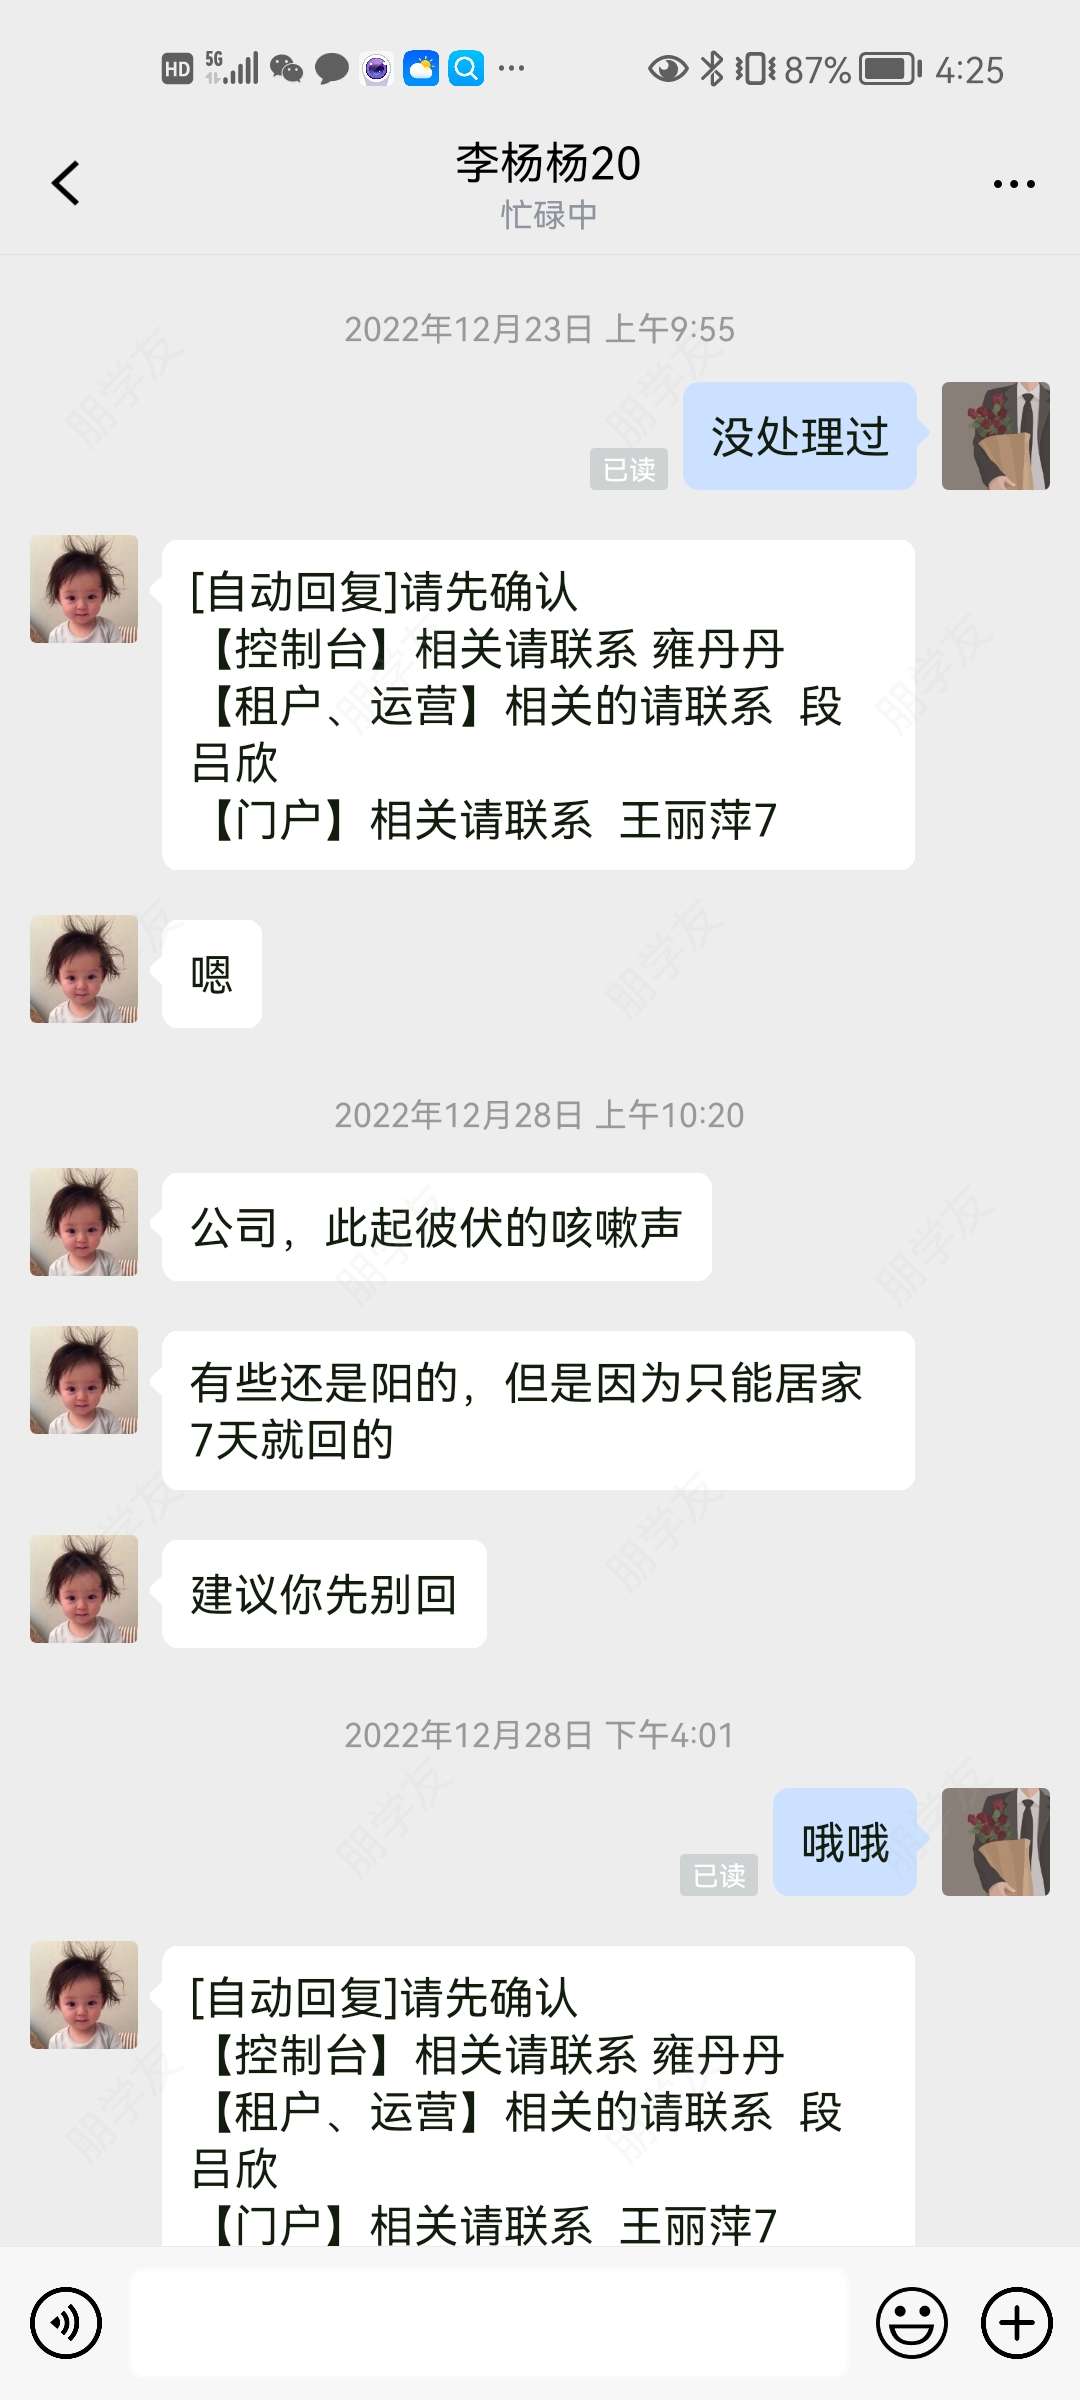 HD 5G 87% 4:25
李杨杨20
忙碌中
2022年12月23日 上午9:55
没处理过
已读
[自动回复]请先确认
【控制台】相关请联系 雍丹丹
【租户、运营】相关的请联系 段
吕欣
【门户】相关请联系 王丽萍7
嗯
2022年12月28日 上午10:20
公司，此起彼伏的咳嗽声
有些还是阳的，但是因为只能居家
7天就回的
建议你先别回
2022年12月28日 下午4:01
哦哦
已读
[自动回复]请先确认
【控制台】相关请联系 雍丹丹
【租户、运营】相关的请联系 段
吕欣
【门户】相关请联系 王丽萍7
朋学友